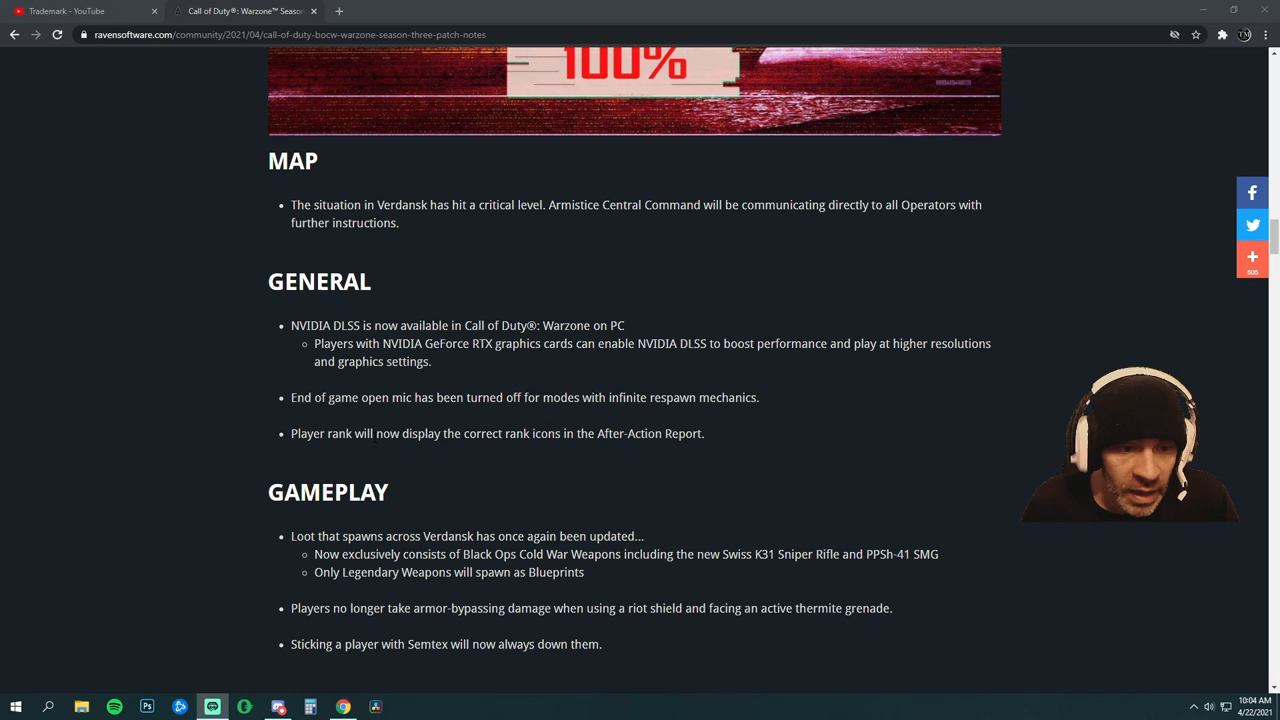 Trademark - YouTube
Call of Duty®: Warzone™ Season
ravensoftware.com/community/2021/04/call-of-duty-bocw-warzone-season-three-patch-notes
100%
MAP
The situation in Verdansk has hit a critical level. Armistice Central Command will be communicating directly to all Operators with
further instructions.
GENERAL
NVIDIA DLSS is now available in Call of Duty®: Warzone on PC
Players with NVIDIA GeForce RTX graphics cards can enable NVIDIA DLSS to boost performance and play at higher resolutions
and graphics settings.
End of game open mic has been turned off for modes with infinite respawn mechanics.
Player rank will now display the correct rank icons in the After-Action Report.
GAMEPLAY
Loot that spawns across Verdansk has once again been updated...
Now exclusively consists of Black Ops Cold War Weapons including the new Swiss K31 Sniper Rifle and PPSh-41 SMG
Only Legendary Weapons will spawn as Blueprints
Players no longer take armor-bypassing damage when using a riot shield and facing an active thermite grenade.
Sticking a player with Semtex will now always down them.
505
Ps
10:04 AM
4/22/2021